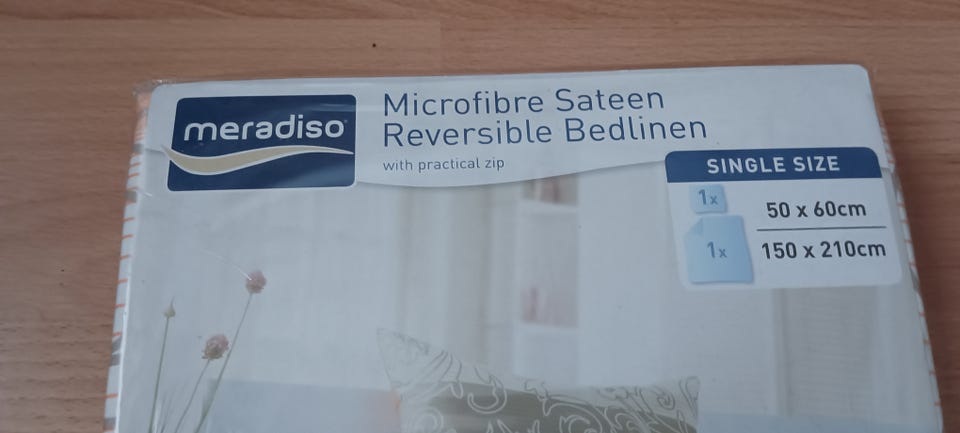 meradiso
Microfibre Sateen
Reversible Bedlinen
with practical zip
SINGLE SIZE
1x
50 x 60cm
1x
150 x 210cm